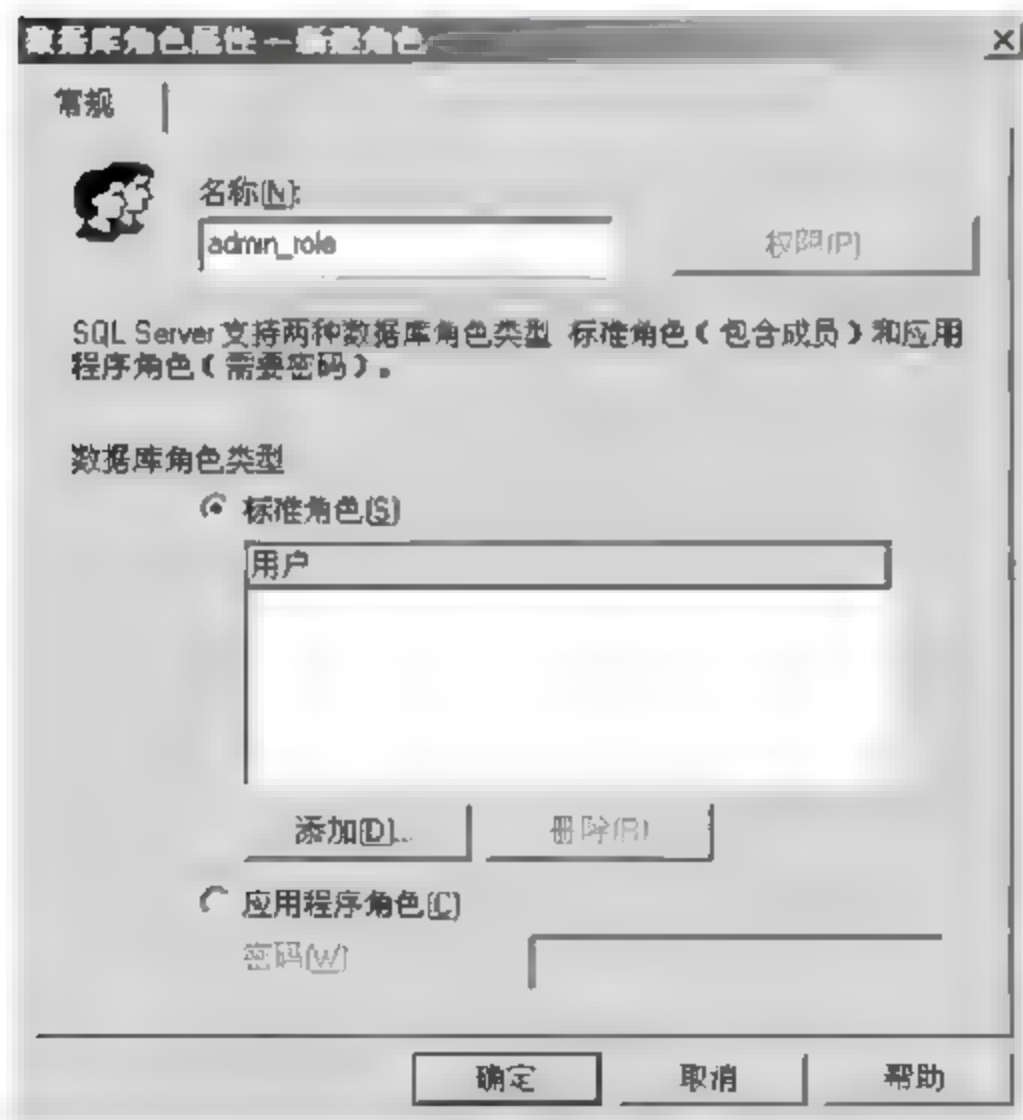 数据库角色属性 - 新建角色
常规
名称(N):
admin_role
权限(P)
SQL Server 支持两种数据库角色类型 标准角色(包含成员)和应用
程序角色(需要密码)。
数据库角色类型
标准角色(S)
用户
添加(D)...
删除(R)
应用程序角色(C)
密码(W)
确定
取消
帮助